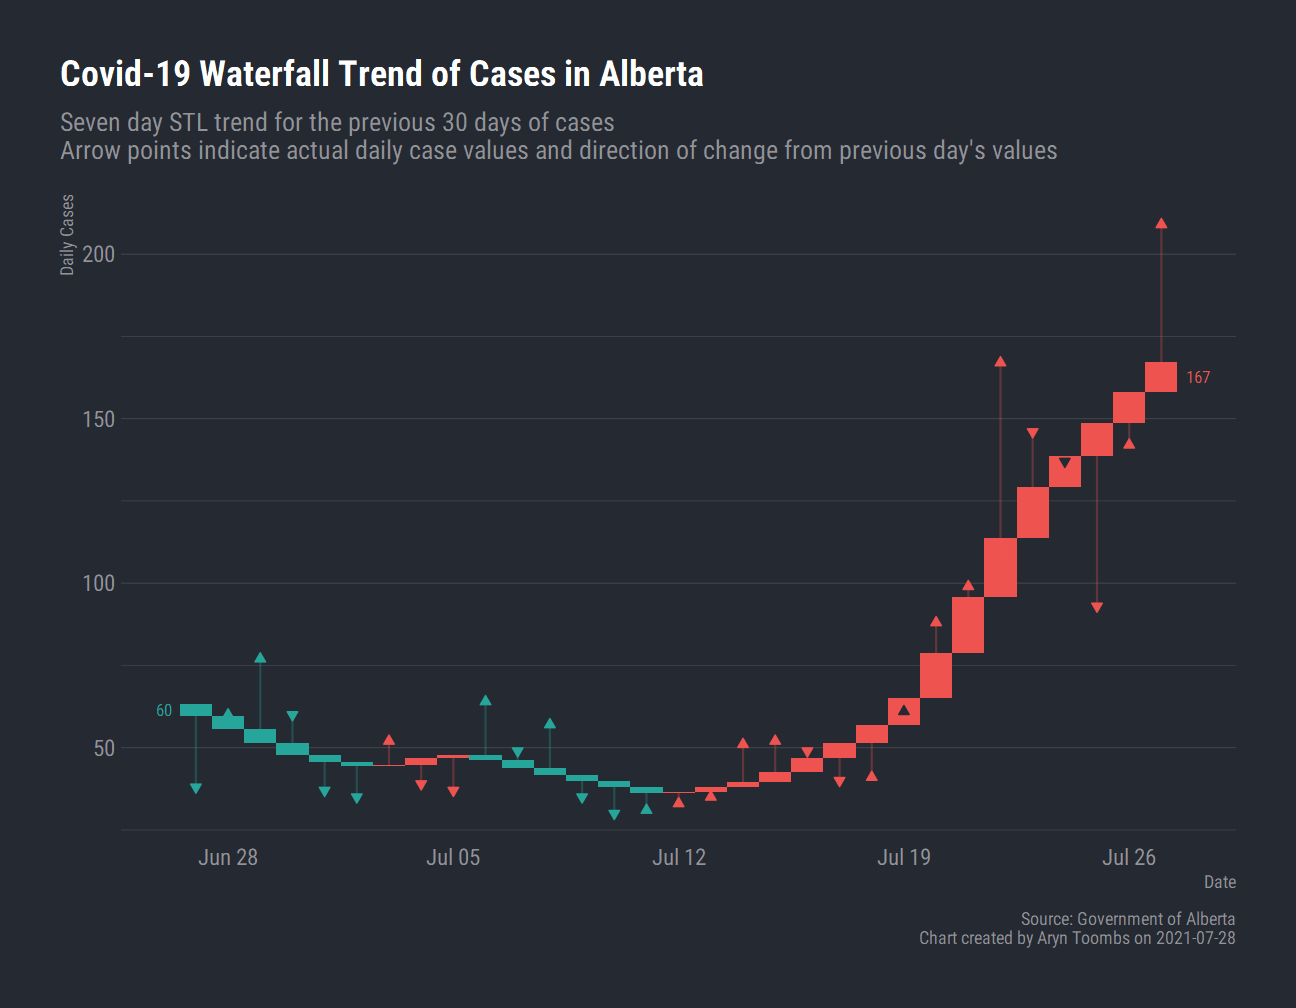 Covid-19 Waterfall Trend of Cases in Alberta
Seven day STL trend for the previous 30 days of cases
Arrow points indicate actual daily case values and direction of change from previous day's values
Daily Cases
200
150
100
50
60
167
Jun 28
Jul 05
Jul 12
Jul 19
Jul 26
Date
Source: Government of Alberta
Chart created by Aryn Toombs on 2021-07-28